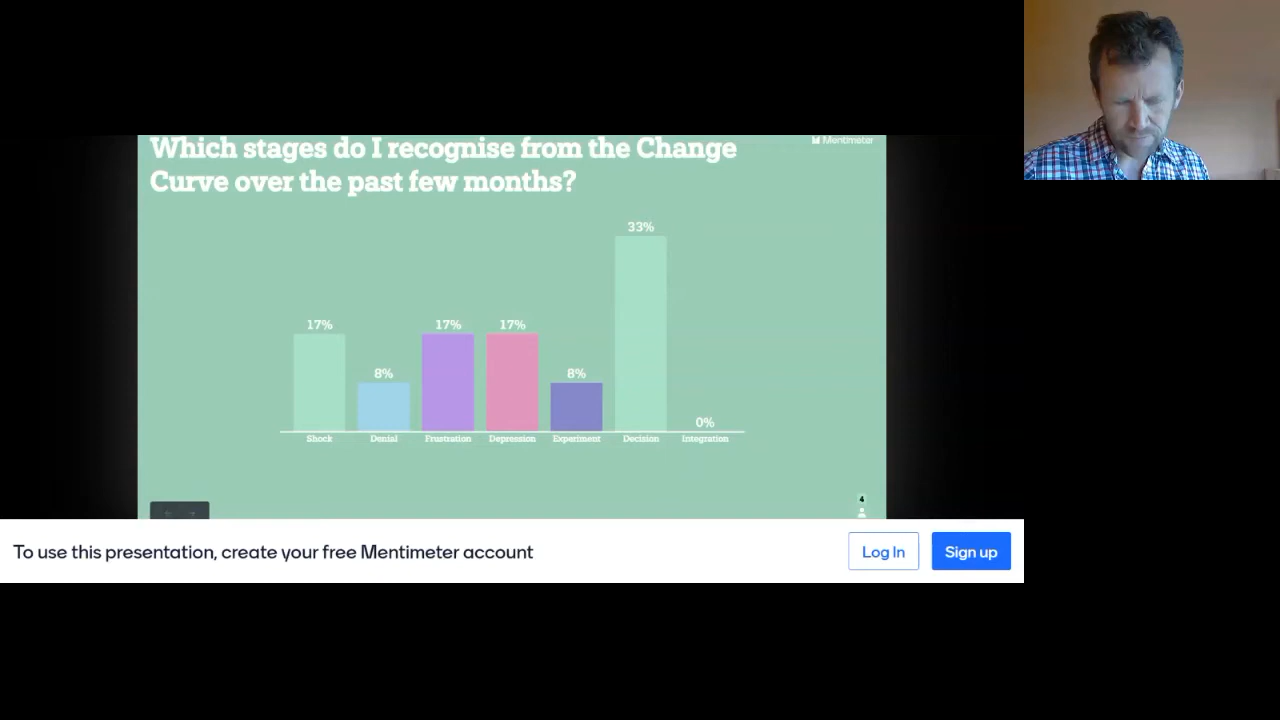 Which stages do I recognise from the Change
Curve over the past few months?
Mentimeter
33%
17%
17%
17%
8%
8%
0%
Shock
Denial
Frustration
Depression
Experiment
Decision
Integration
4
To use this presentation, create your free Mentimeter account
Log In
Sign up